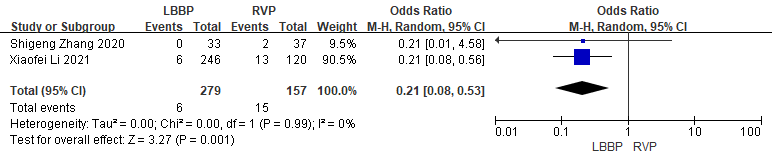 LBBP RVP Odds Ratio Odds Ratio
Study or Subgroup Events Total Events Total Weight M-H, Random, 95% CI M-H, Random, 95% CI
Shigeng Zhang 2020 0 33 2 37 9.5% 0.21 [0.01, 4.58]
Xiaofei Li 2021 6 246 13 120 90.5% 0.21 [0.08, 0.56]
Total (95% CI) 279 157 100.0% 0.21 [0.08, 0.53]
Total events 6 15
Heterogeneity: Tau² = 0.00; Chi² = 0.00, df = 1 (P = 0.99); I² = 0%
Test for overall effect: Z = 3.27 (P = 0.001)
0.01 0.1 1 10 100
LBBP RVP